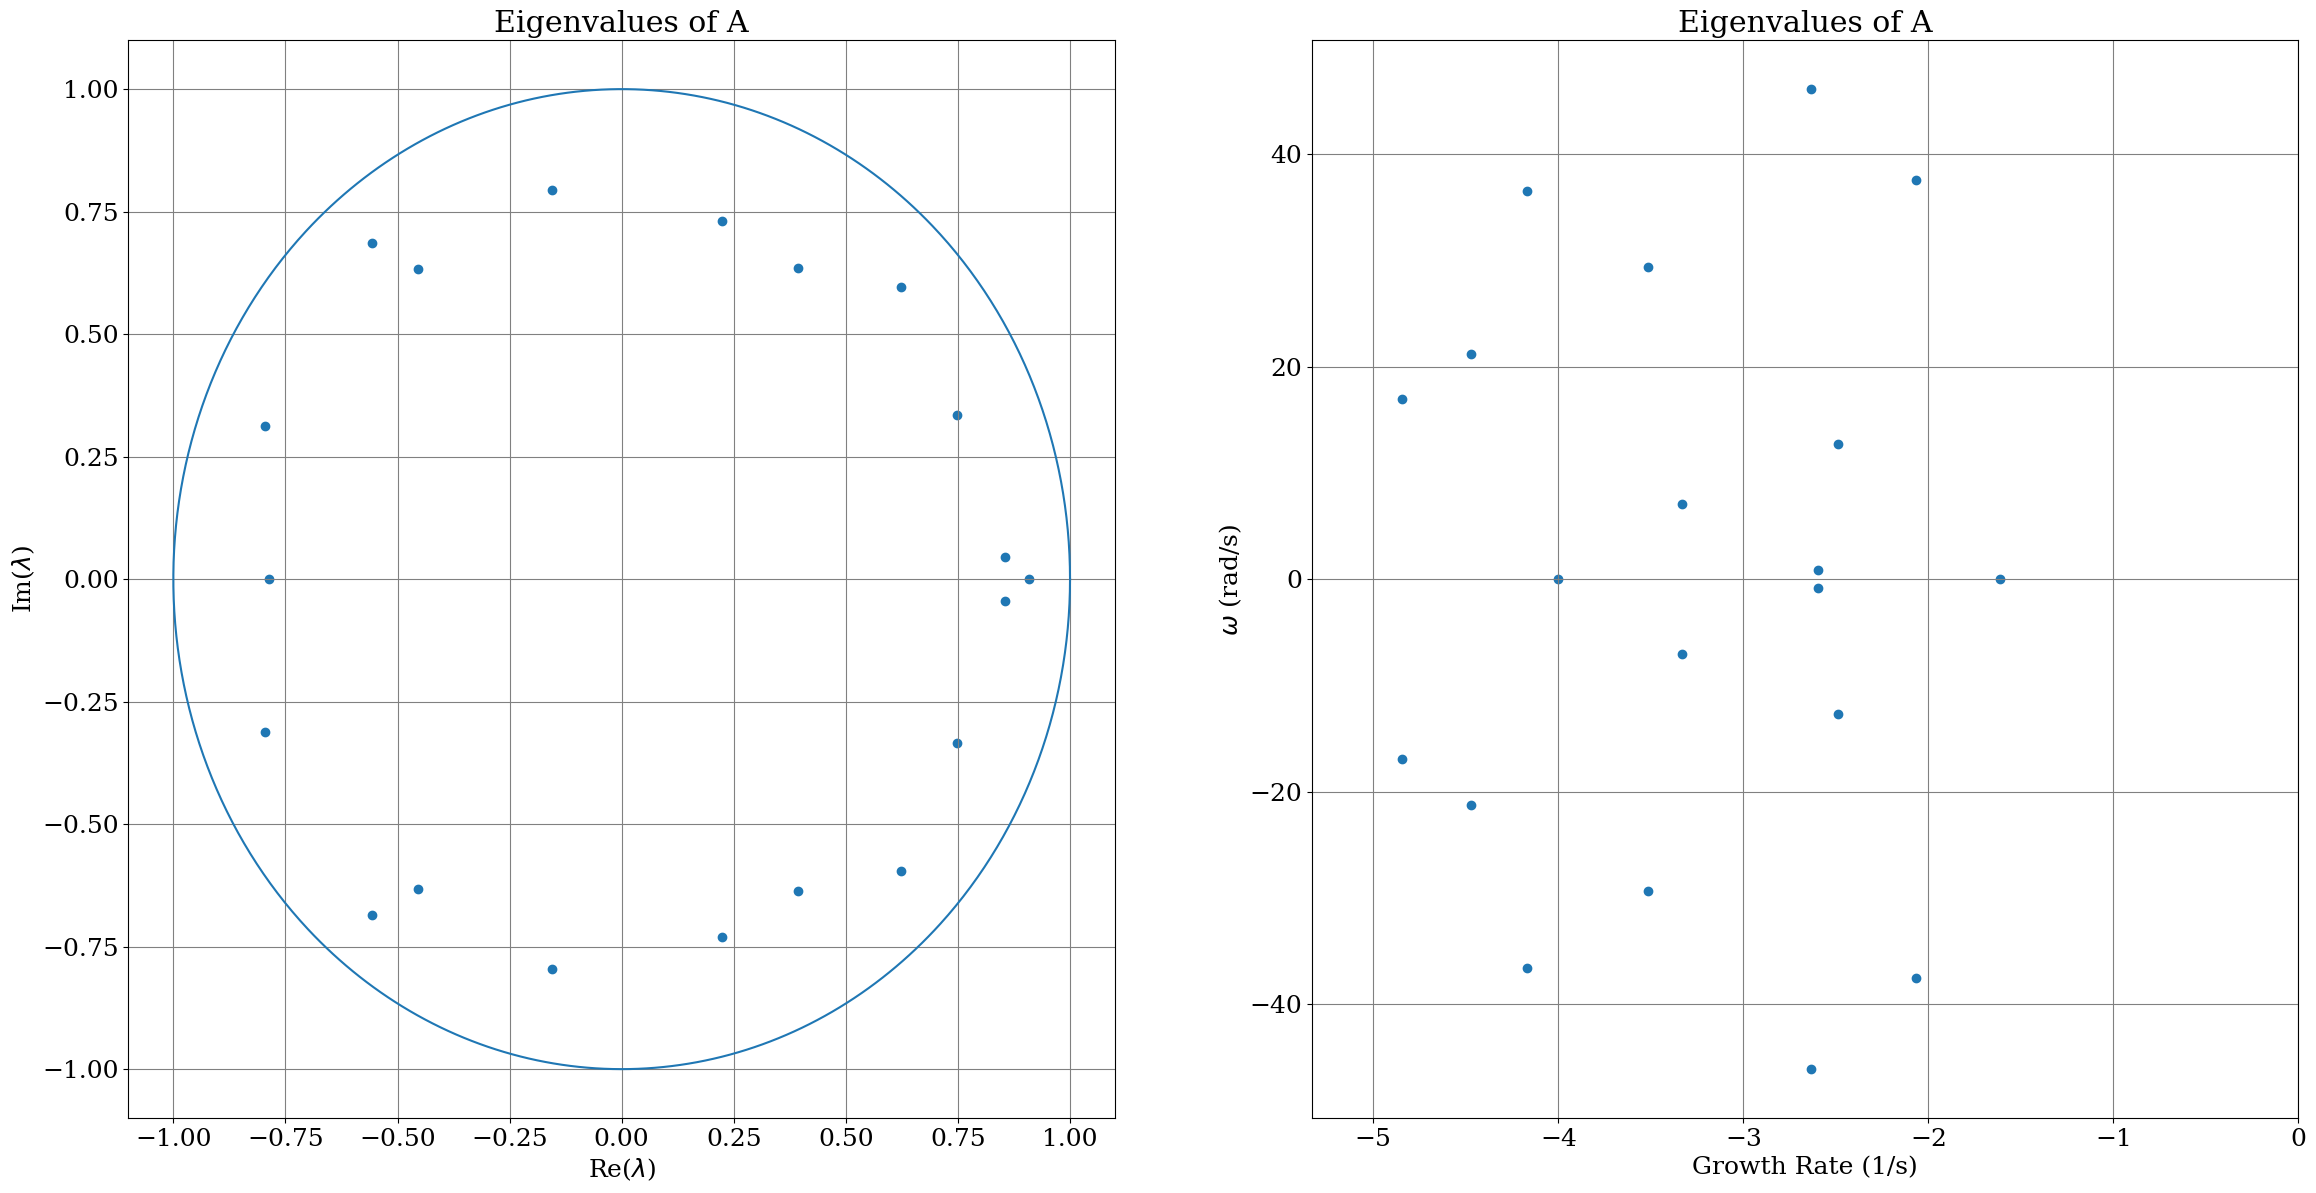 Eigenvalues of A
1.00
0.75
0.50
0.25
0.00
−0.25
−0.50
−0.75
−1.00
Im(λ)
−1.00 −0.75 −0.50 −0.25 0.00 0.25 0.50 0.75 1.00
Re(λ)
Eigenvalues of A
40
20
0
−20
−40
ω (rad/s)
−5 −4 −3 −2 −1 0
Growth Rate (1/s)